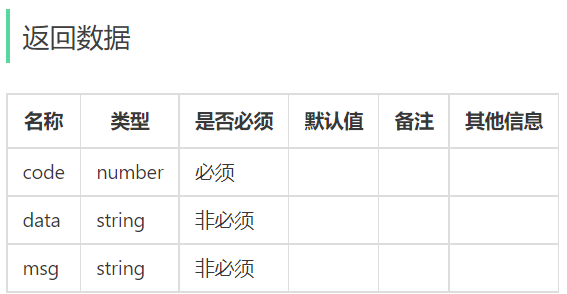 返回数据
名称 类型 是否必须 默认值 备注 其他信息
code number 必须
data string 非必须
msg string 非必须